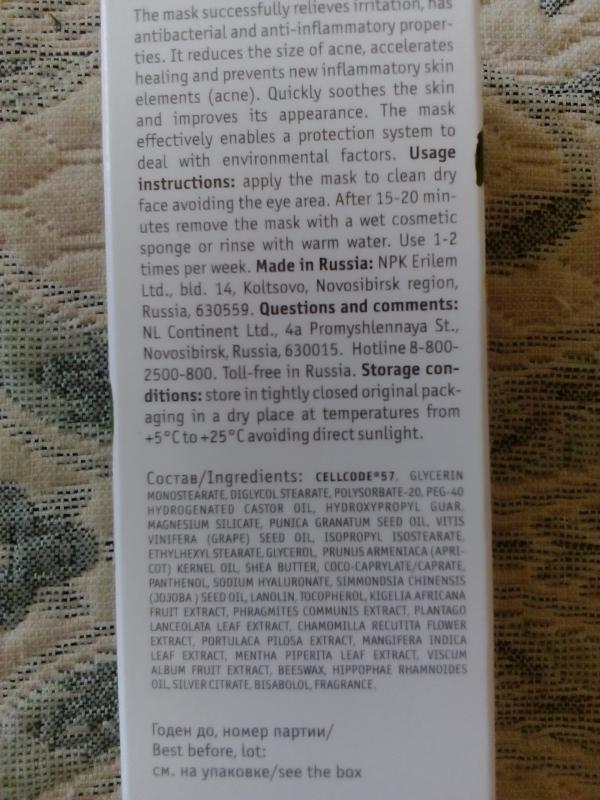 The mask successfully relieves irritation, has
antibacterial and anti-inflammatory proper-
ties. It reduces the size of acne, accelerates
healing and prevents new inflammatory skin
elements (acne). Quickly soothes the skin
and improves its appearance. The mask
effectively enables a protection system to
deal with environmental factors. Usage
instructions: apply the mask to clean dry
face avoiding the eye area. After 15-20 min-
utes remove the mask with a wet cosmetic
sponge or rinse with warm water. Use 1-2
times per week. Made in Russia: NPK Erilem
Ltd., bld. 14, Koltsovo, Novosibirsk region,
Russia, 630559. Questions and comments:
NL Continent Ltd., 4a Promyshlennaya St.,
Novosibirsk, Russia, 630015. Hotline 8-800-
2500-800. Toll-free in Russia. Storage con-
ditions: store in tightly closed original pack-
aging in a dry place at temperatures from
+5°C to +25°C avoiding direct sunlight.
Состав/Ingredients: CELLCODE®57, GLYCERIN
MONOSTEARATE, DIGLYCOL STEARATE, POLYSORBATE-20, PEG-40
HYDROGENATED CASTOR OIL, HYDROXYPROPYL GUAR,
MAGNESIUM SILICATE, PUNICA GRANATUM SEED OIL, VITIS
VINIFERA (GRAPE) SEED OIL, ISOPROPYL ISOSTEARATE,
ETHYLHEXYL STEARATE, GLYCEROL, PRUNUS ARMENIACA (APRI-
COT) KERNEL OIL, SHEA BUTTER, COCO-CAPRYLATE/CAPRATE,
PANTHENOL, SODIUM HYALURONATE, SIMMONDSIA CHINENSIS
(JOJOBA) SEED OIL, LANOLIN, TOCOPHEROL, KIGELIA AFRICANA
FRUIT EXTRACT, PHRAGMITES COMMUNIS EXTRACT, PLANTAGO
LANCEOLATA LEAF EXTRACT, CHAMOMILLA RECUTITA FLOWER
EXTRACT, PORTULACA PILOSA EXTRACT, MANGIFERA INDICA
LEAF EXTRACT, MENTHA PIPERITA LEAF EXTRACT, VISCUM
ALBUM FRUIT EXTRACT, BEESWAX, HIPPOPHAE RHAMNOIDES
OIL, SILVER CITRATE, BISABOLOL, FRAGRANCE.
Годен до, номер партии/
Best before, lot:
см. на упаковке/see the box